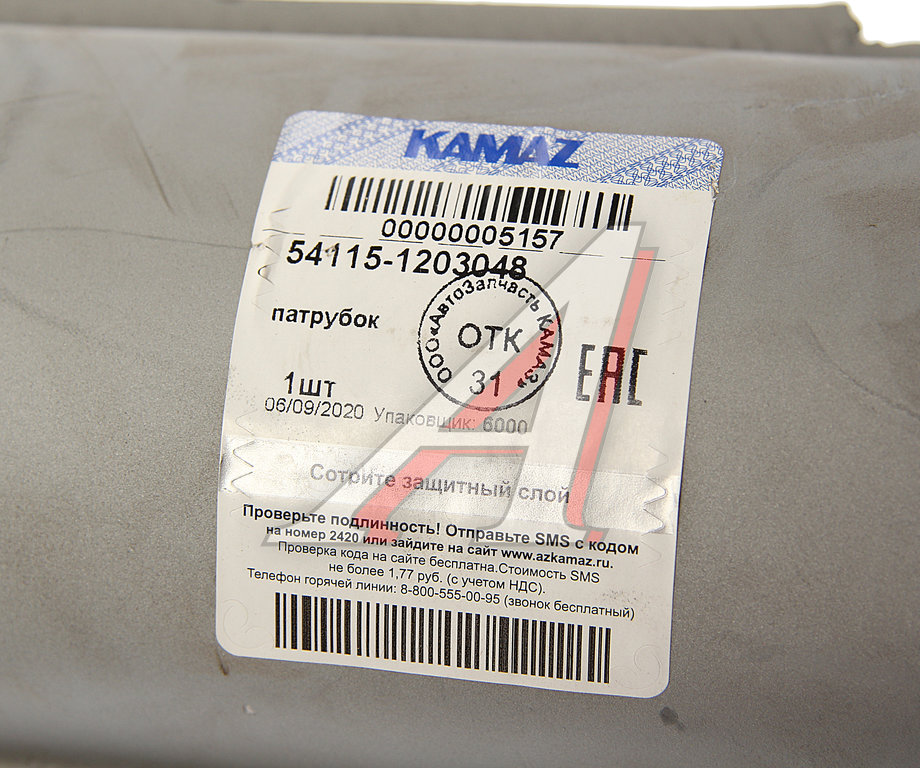 KAMAZ
00000005157
54115-1203048
патрубок
ООО «АвтоЗапчасть КАМАЗ»
ОТК
31
ЕАС
1шт
06/09/2020 Упаковщик: 6000
Сотрите защитный слой
Проверьте подлинность! Отправьте SMS с кодом
на номер 2420 или зайдите на сайт www.azkamaz.ru.
Проверка кода на сайте бесплатна.Стоимость SMS
не более 1,77 руб. (с учетом НДС).
Телефон горячей линии: 8-800-555-00-95 (звонок бесплатный)